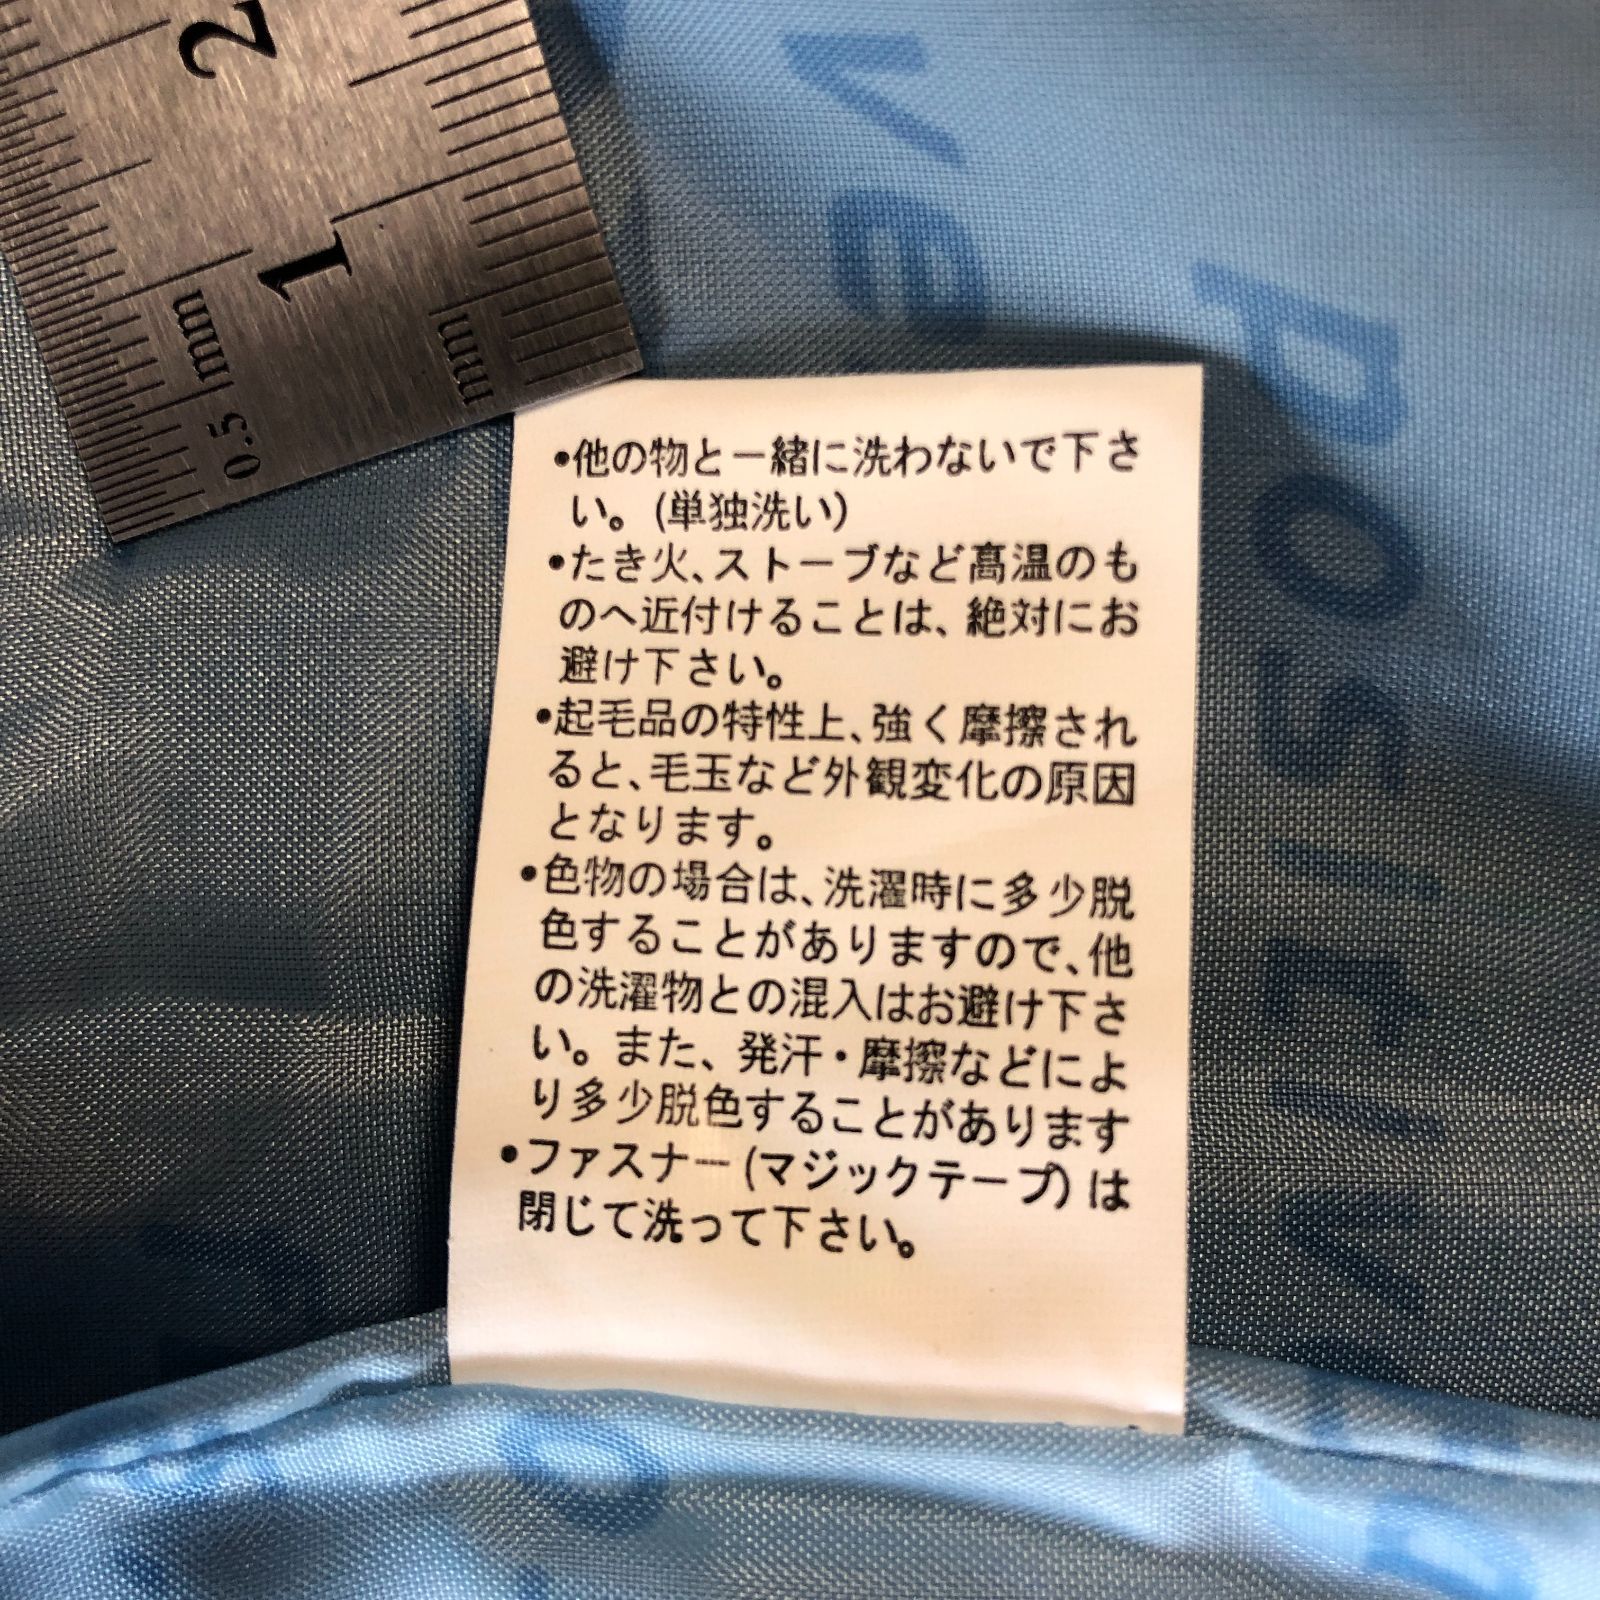 2
1
mm
mm
0.5
ve
Positiv
•他の物と一緒に洗わないで下さ
い。(単独洗い)
•たき火、ストーブなど高温のも
のへ近付けることは、絶対にお
避け下さい。
•起毛品の特性上、強く摩擦され
ると、毛玉など外観変化の原因
となります。
•色物の場合は、洗濯時に多少脱
色することがありますので、他
の洗濯物との混入はお避け下さ
い。また、発汗・摩擦などによ
り多少脱色することがあります
•ファスナー(マジックテープ)は
閉じて洗って下さい。